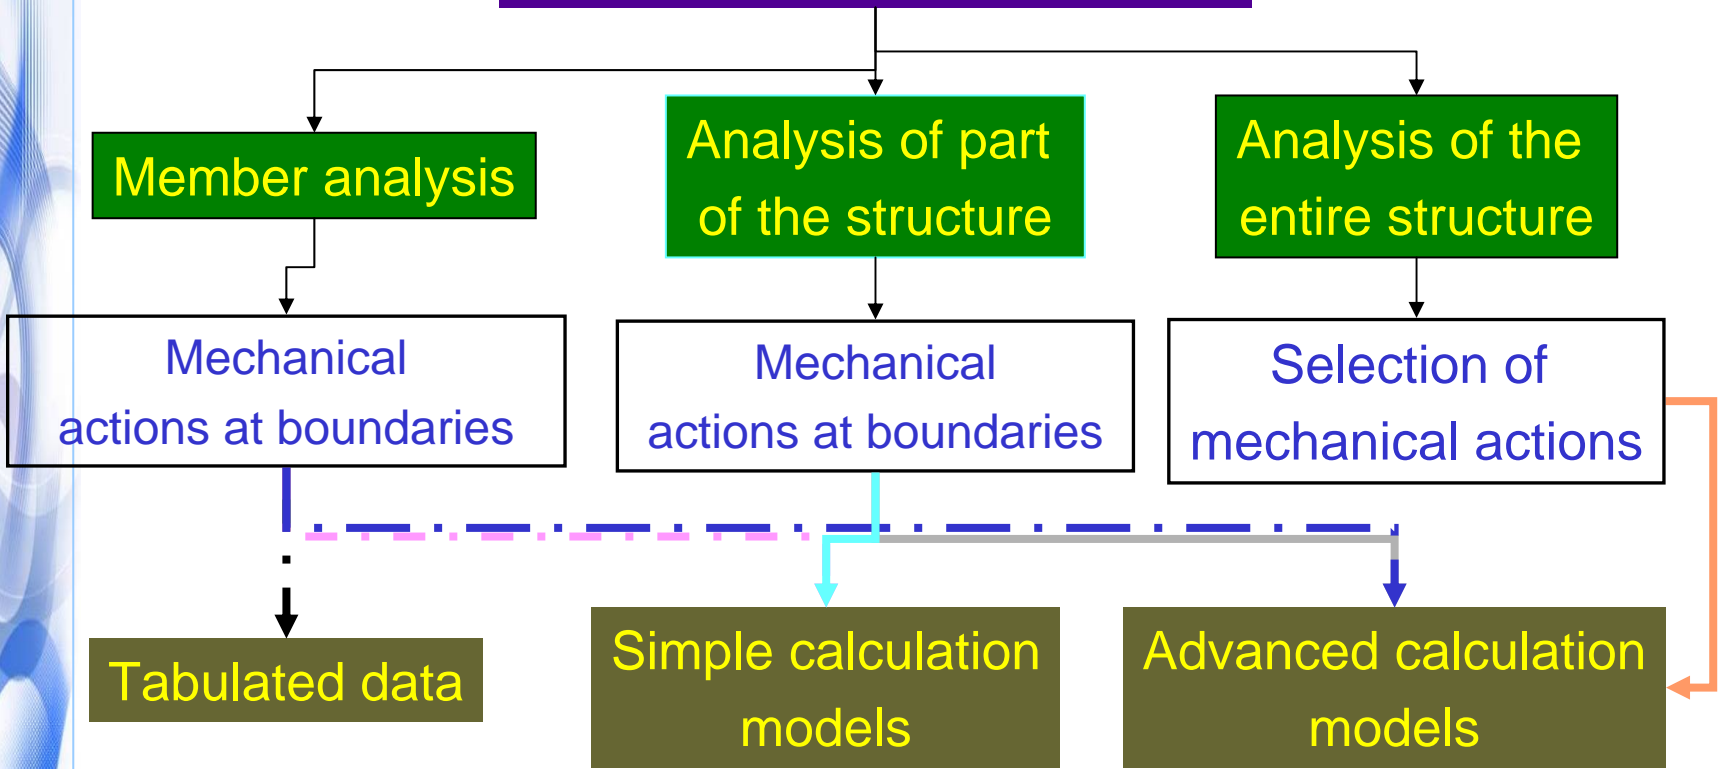 Member analysis
Analysis of part
of the structure
Analysis of the
entire structure
Mechanical
actions at boundaries
Mechanical
actions at boundaries
Selection of
mechanical actions
Tabulated data
Simple calculation
models
Advanced calculation
models